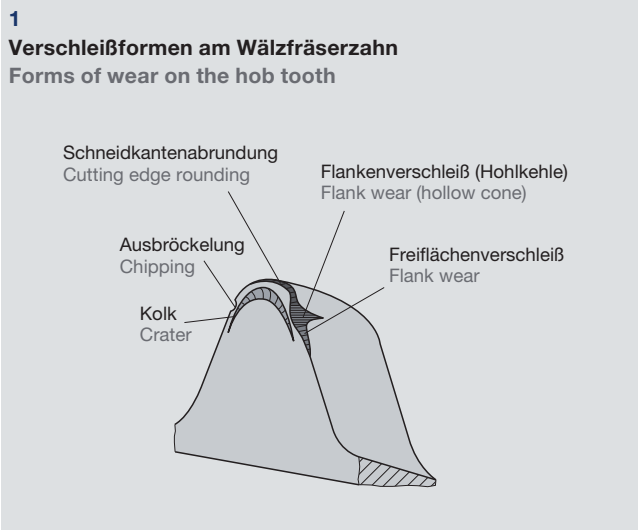 1
Verschleißformen am Wälzfräserzahn
Forms of wear on the hob tooth
Schneidkantenabrundung
Cutting edge rounding
Flankenverschleiß (Hohlkehle)
Flank wear (hollow cone)
Ausbröckelung
Chipping
Freiflächenverschleiß
Flank wear
Kolk
Crater